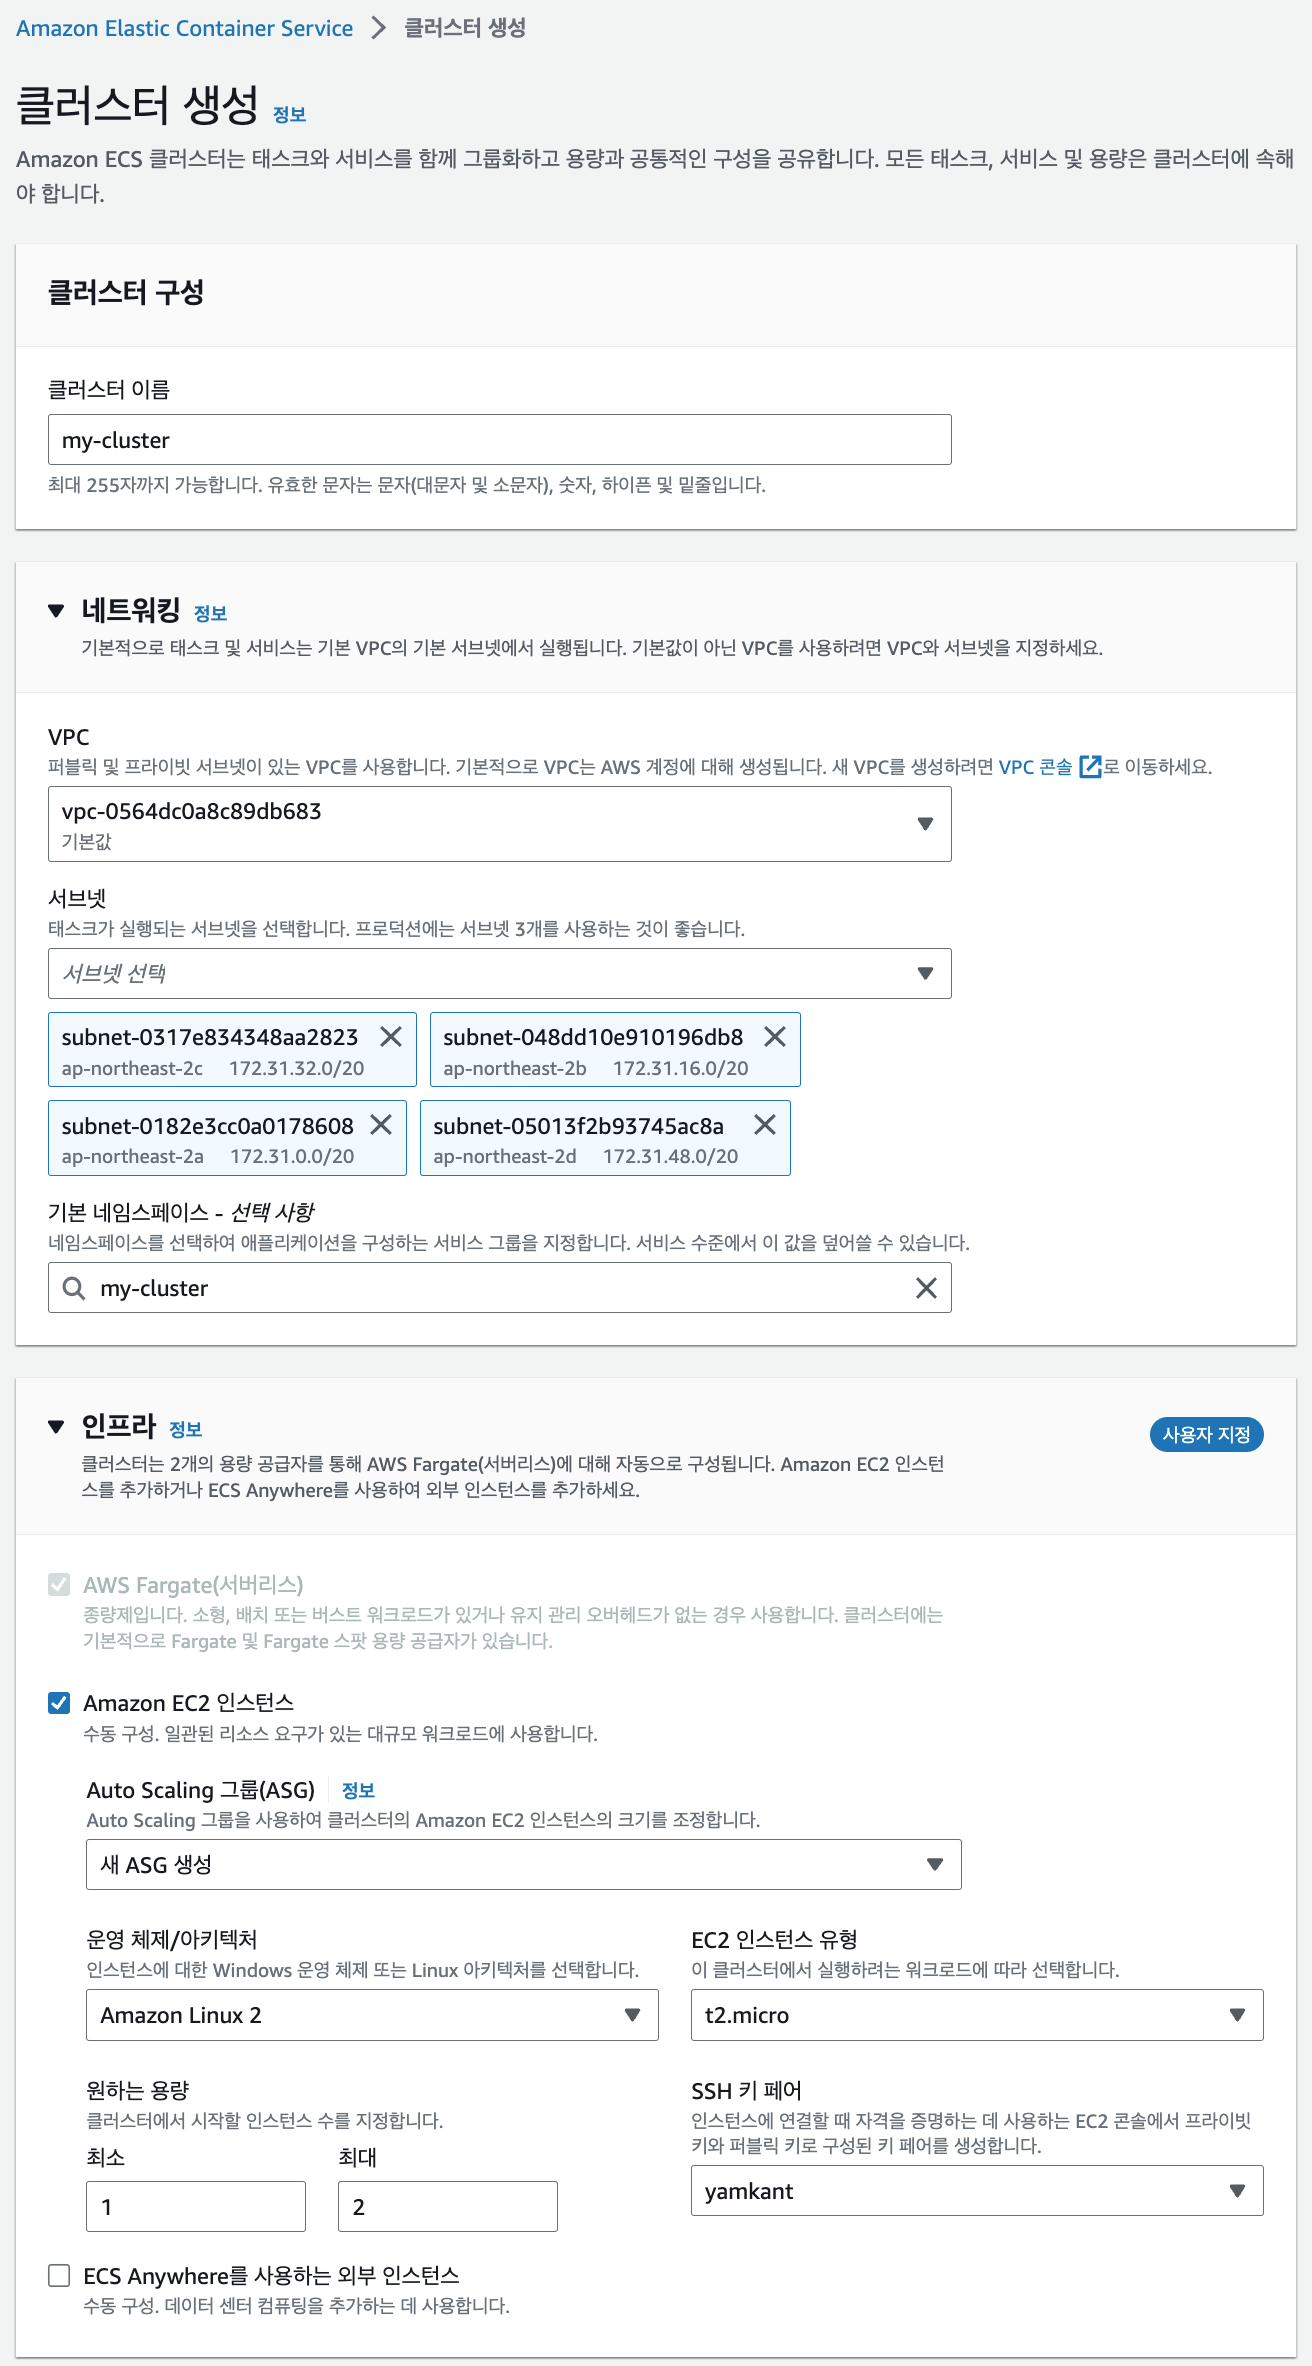 Amazon Elastic Container Service > 클러스터 생성
클러스터 생성 정보
Amazon ECS 클러스터는 태스크와 서비스를 함께 그룹화하고 용량과 공통적인 구성을 공유합니다. 모든 태스크, 서비스 및 용량은 클러스터에 속해
야 합니다.
클러스터 구성
클러스터 이름
my-cluster
최대 255자까지 가능합니다. 유효한 문자는 문자(대문자 및 소문자), 숫자, 하이픈 및 밑줄입니다.
네트워킹 정보
기본적으로 태스크 및 서비스는 기본 VPC의 기본 서브넷에서 실행됩니다. 기본값이 아닌 VPC를 사용하려면 VPC와 서브넷을 지정하세요.
VPC
퍼블릭 및 프라이빗 서브넷이 있는 VPC를 사용합니다. 기본적으로 VPC는 AWS 계정에 대해 생성됩니다. 새 VPC를 생성하려면 VPC 콘솔로 이동하세요.
vpc-0564dc0a8c89db683
기본값
서브넷
태스크가 실행되는 서브넷을 선택합니다. 프로덕션에는 서브넷 3개를 사용하는 것이 좋습니다.
서브넷 선택
subnet-0317e834348aa2823 subnet-048dd10e910196db8
ap-northeast-2c 172.31.32.0/20 ap-northeast-2b 172.31.16.0/20
subnet-0182e3cc0a0178608 subnet-05013f2b93745ac8a
ap-northeast-2a 172.31.0.0/20 ap-northeast-2d 172.31.48.0/20
기본 네임스페이스 - 선택 사항
네임스페이스를 선택하여 애플리케이션을 구성하는 서비스 그룹을 지정합니다. 서비스 수준에서 이 값을 덮어쓸 수 있습니다.
my-cluster
인프라 정보 사용자 지정
클러스터는 2개의 용량 공급자를 통해 AWS Fargate(서버리스)에 대해 자동으로 구성됩니다. Amazon EC2 인스턴
스를 추가하거나 ECS Anywhere를 사용하여 외부 인스턴스를 추가하세요.
AWS Fargate(서버리스)
종량제입니다. 소형, 배치 또는 버스트 워크로드가 있거나 유지 관리 오버헤드가 없는 경우 사용합니다. 클러스터에는
기본적으로 Fargate 및 Fargate 스팟 용량 공급자가 있습니다.
Amazon EC2 인스턴스
수동 구성. 일관된 리소스 요구가 있는 대규모 워크로드에 사용합니다.
Auto Scaling 그룹(ASG) 정보
Auto Scaling 그룹을 사용하여 클러스터의 Amazon EC2 인스턴스의 크기를 조정합니다.
새 ASG 생성
운영 체제/아키텍처
인스턴스에 대한 Windows 운영 체제 또는 Linux 아키텍처를 선택합니다.
Amazon Linux 2
EC2 인스턴스 유형
이 클러스터에서 실행하려는 워크로드에 따라 선택합니다.
t2.micro
원하는 용량
클러스터에서 시작할 인스턴스 수를 지정합니다.
최소 최대
1 2
SSH 키 페어
인스턴스에 연결할 때 자격을 증명하는 데 사용하는 EC2 콘솔에서 프라이빗
키와 퍼블릭 키로 구성된 키 페어를 생성합니다.
yamkant
ECS Anywhere를 사용하는 외부 인스턴스
수동 구성. 데이터 센터 컴퓨팅을 추가하는 데 사용합니다.